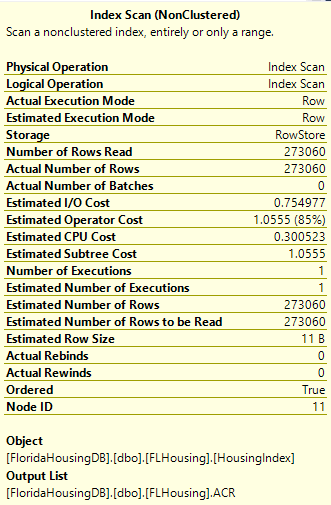 Index Scan (NonClustered)
Scan a nonclustered index, entirely or only a range.
Physical Operation Index Scan
Logical Operation Index Scan
Actual Execution Mode Row
Estimated Execution Mode Row
Storage RowStore
Number of Rows Read 273060
Actual Number of Rows 273060
Actual Number of Batches 0
Estimated I/O Cost 0.754977
Estimated Operator Cost 1.0555 (85%)
Estimated CPU Cost 0.300523
Estimated Subtree Cost 1.0555
Number of Executions 1
Estimated Number of Executions 1
Estimated Number of Rows 273060
Estimated Number of Rows to be Read 273060
Estimated Row Size 11 B
Actual Rebinds 0
Actual Rewinds 0
Ordered True
Node ID 11
Object
[FloridaHousingDB].[dbo].[FLHousing].[HousingIndex]
Output List
[FloridaHousingDB].[dbo].[FLHousing].ACR